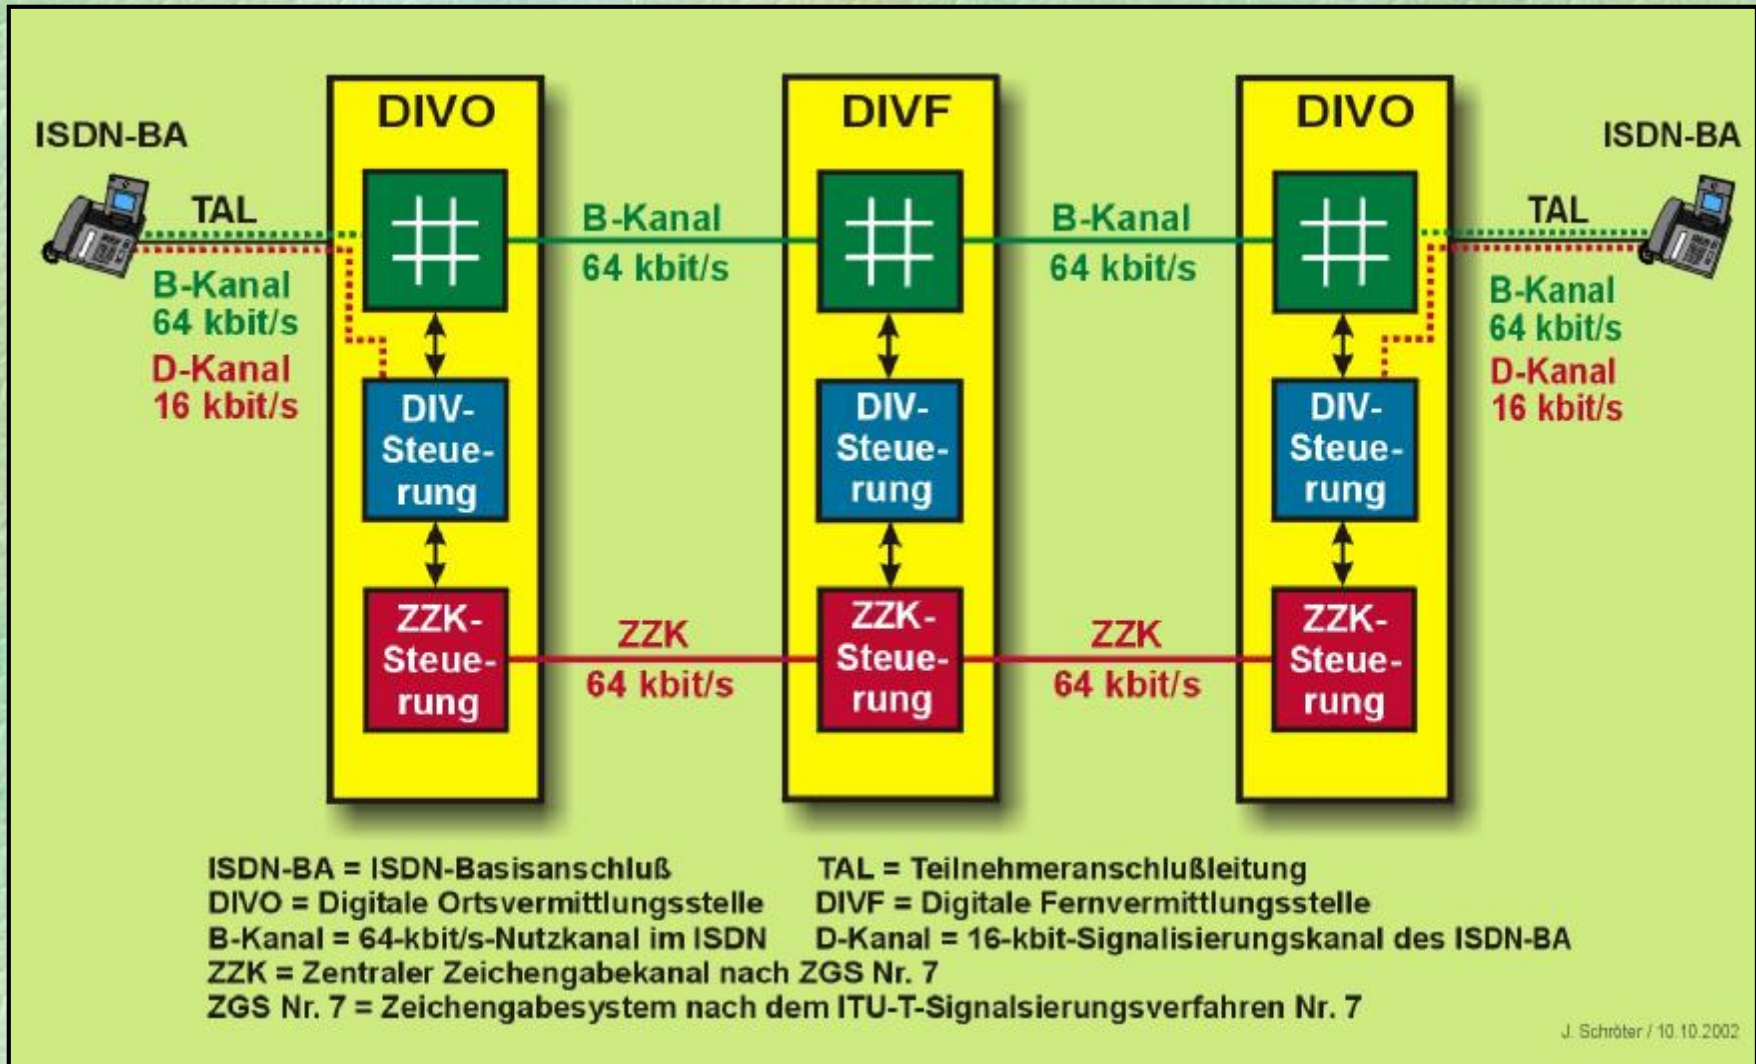 DIVO
DIVF
DIVO
ISDN-BA
ISDN-BA
TAL
TAL
B-Kanal
64 kbit/s
B-Kanal
64 kbit/s
B-Kanal
64 kbit/s
D-Kanal
16 kbit/s
B-Kanal
64 kbit/s
D-Kanal
16 kbit/s
DIV-
Steue-
rung
DIV-
Steue-
rung
DIV-
Steue-
rung
ZZK-
Steue-
rung
ZZK
64 kbit/s
ZZK-
Steue-
rung
ZZK
64 kbit/s
ZZK-
Steue-
rung
ISDN-BA = ISDN-Basisanschluß
TAL = Teilnehmeranschlußleitung
DIVO = Digitale Ortsvermittlungsstelle
DIVF = Digitale Fernvermittlungsstelle
B-Kanal = 64-kbit/s-Nutzkanal im ISDN
D-Kanal = 16-kbit-Signalisierungskanal des ISDN-BA
ZZK = Zentraler Zeichengabekanal nach ZGS Nr. 7
ZGS Nr. 7 = Zeichengabesystem nach dem ITU-T-Signalsierungsverfahren Nr. 7
J. Schröter / 10.10.2002